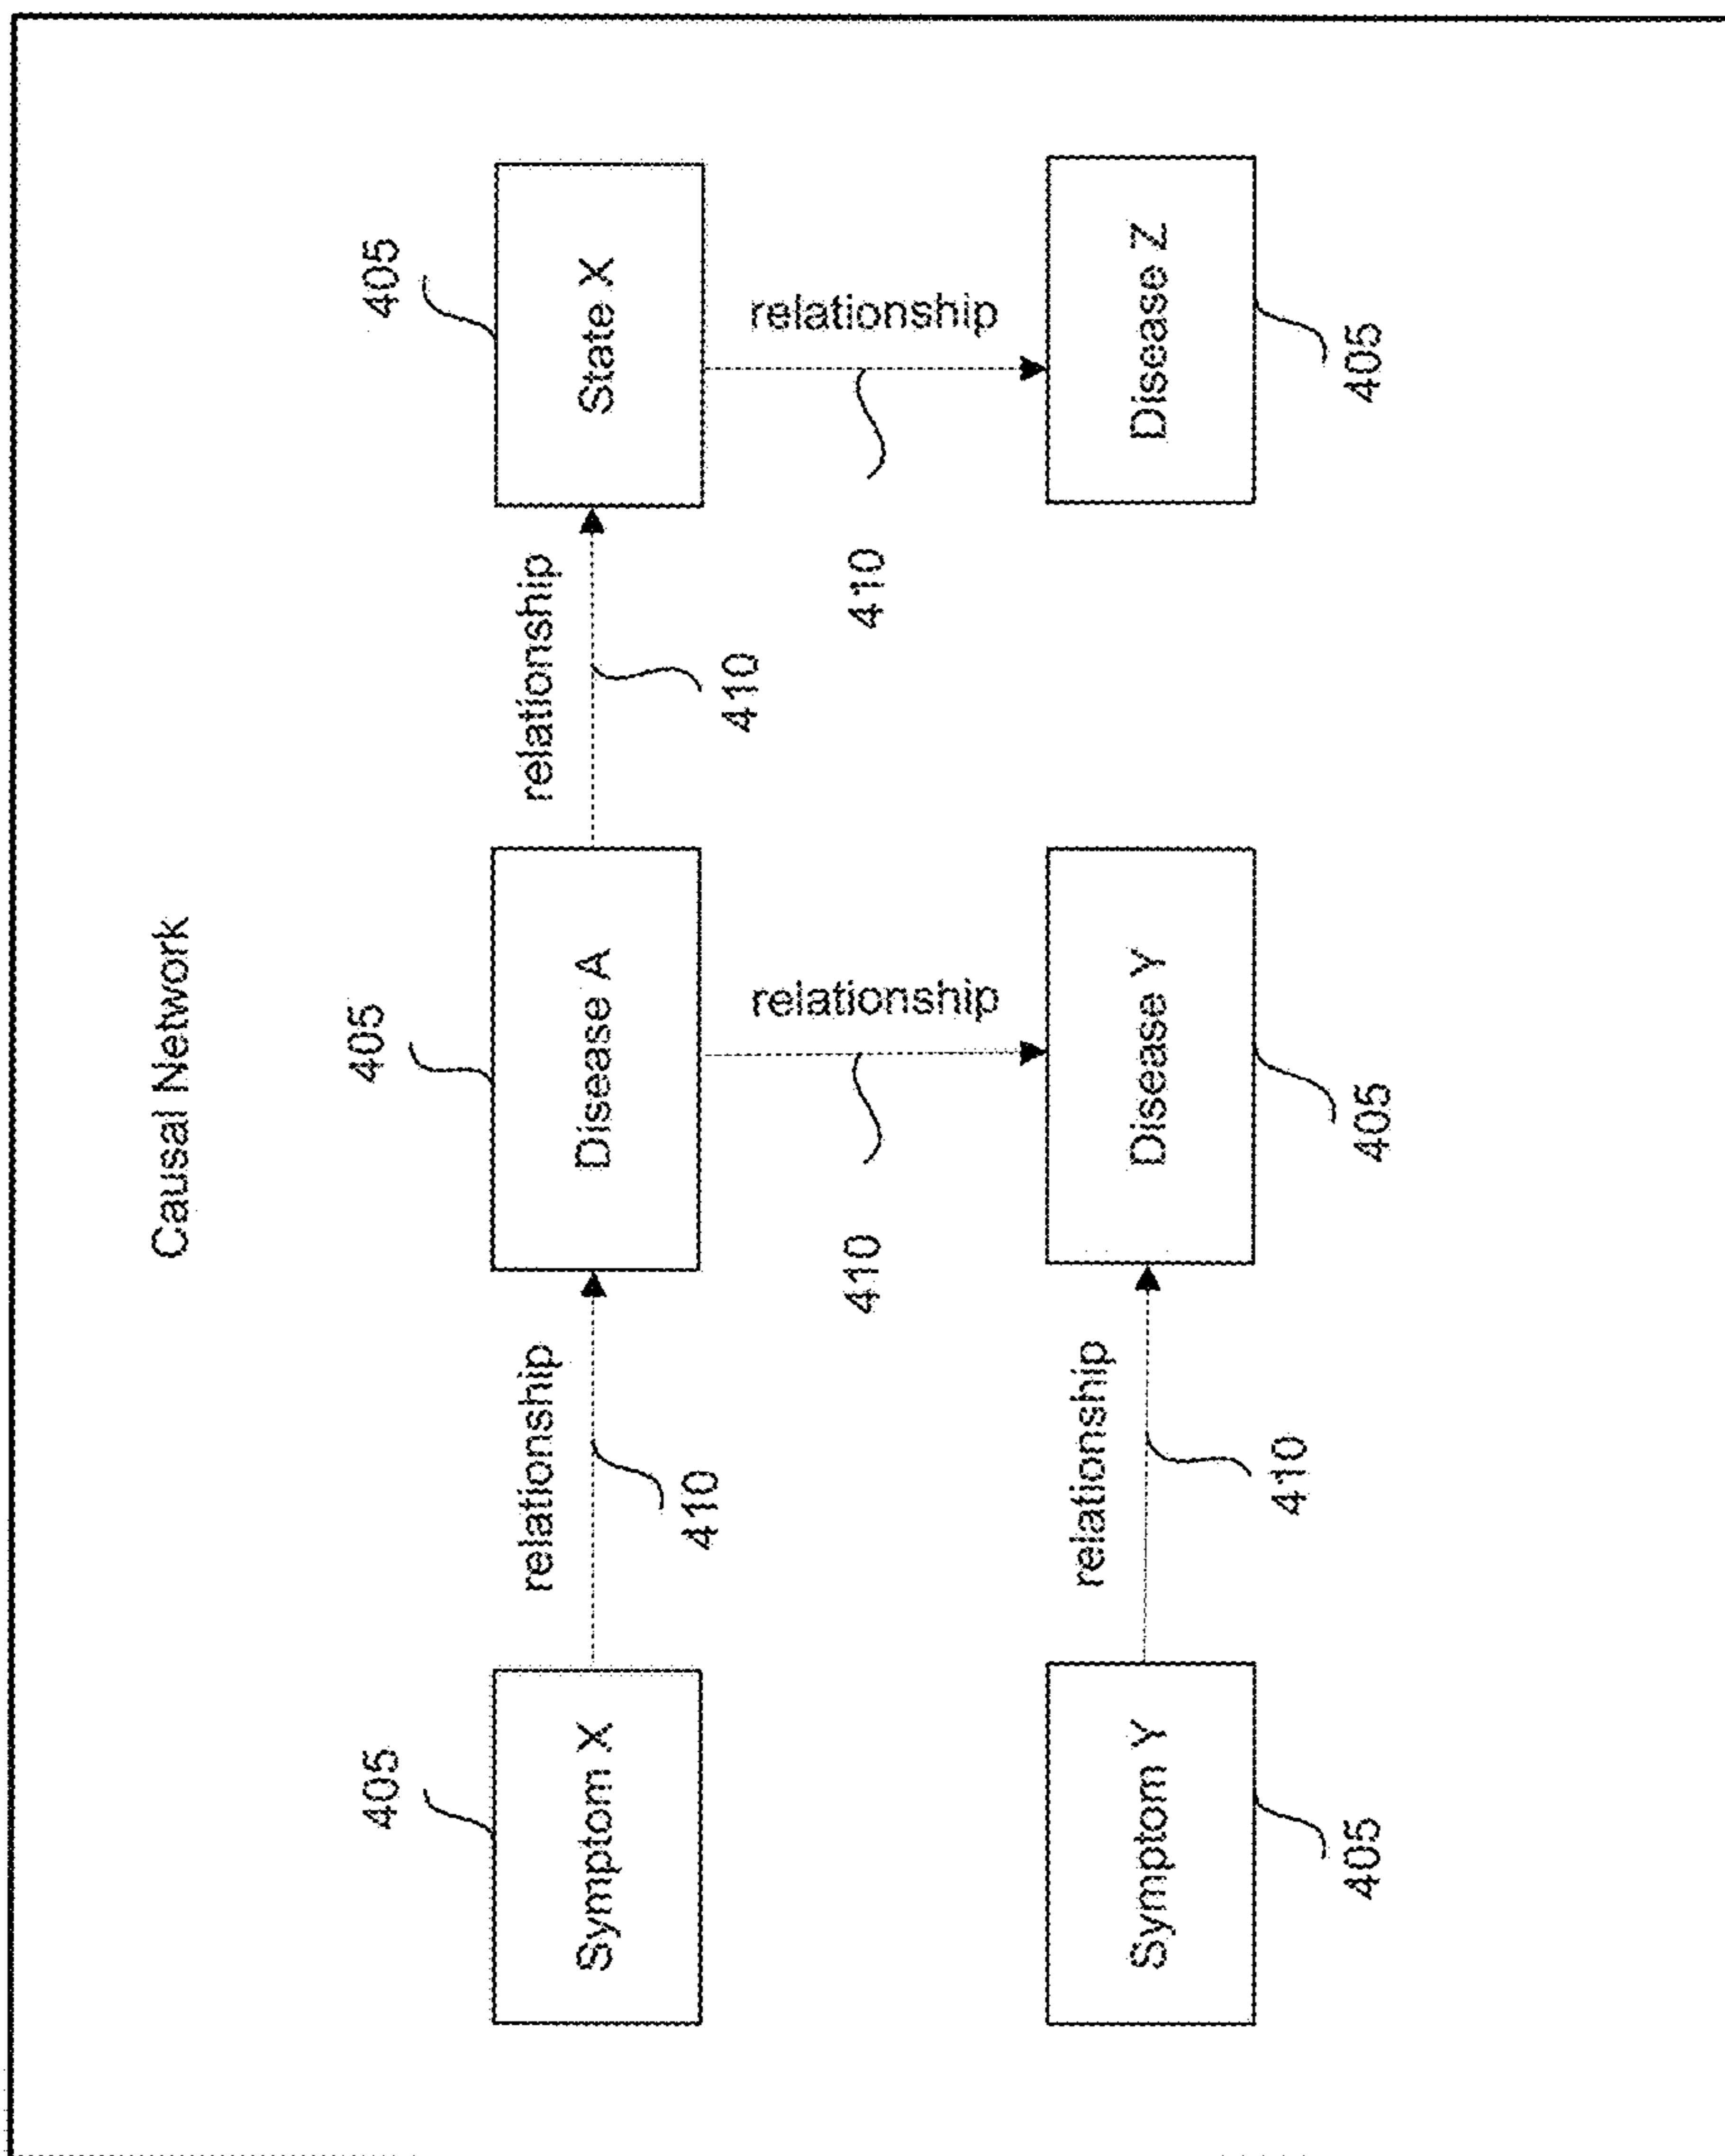 Causal Network
405
405
405
relationship
relationship
Symptom X
Disease A
State X
410
410
relationship
relationship
410
410
relationship
Symptom Y
Disease Y
Disease Z
410
405
405
405